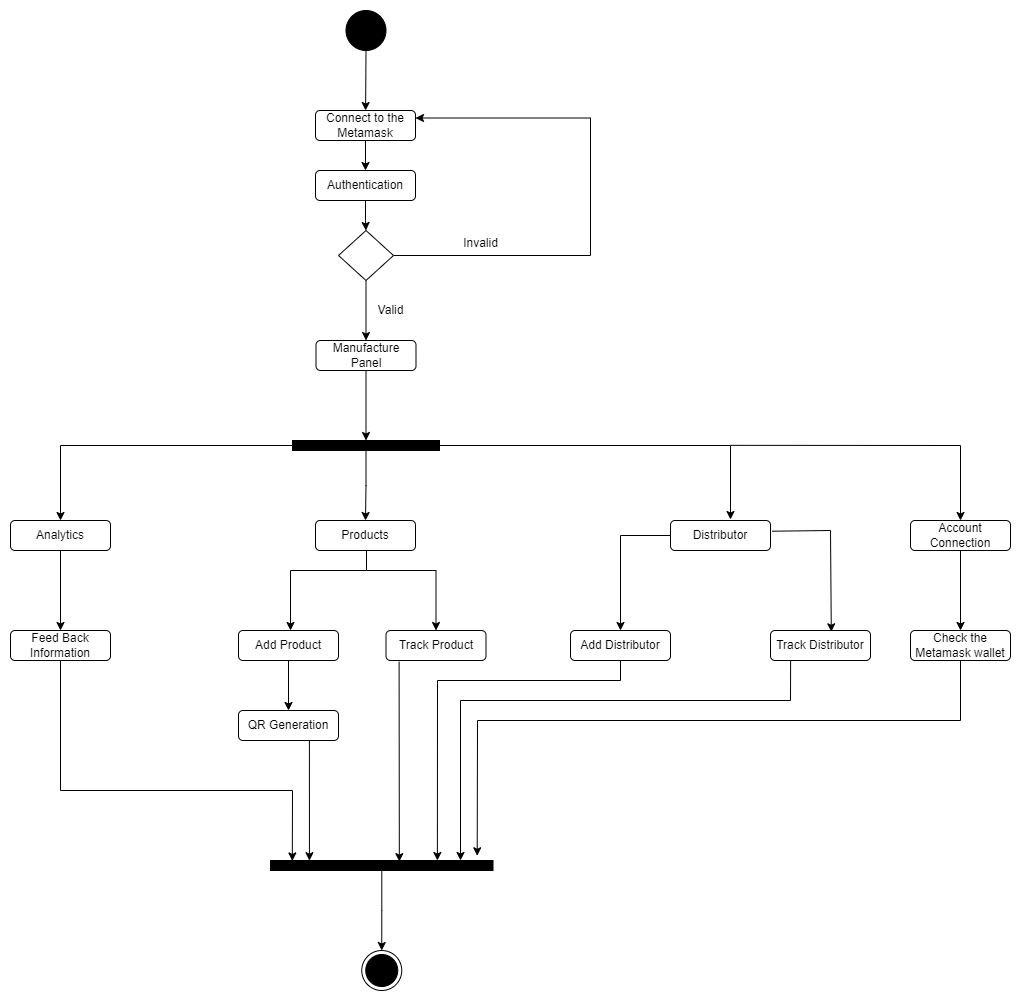 Connect to the
Metamask
Authentication
Invalid
Valid
Manufacture
Panel
Analytics
Products
Distributor
Account
Connection
Feed Back
Information
Add Product
Track Product
Add Distributor
Track Distributor
Check the
Metamask wallet
QR Generation